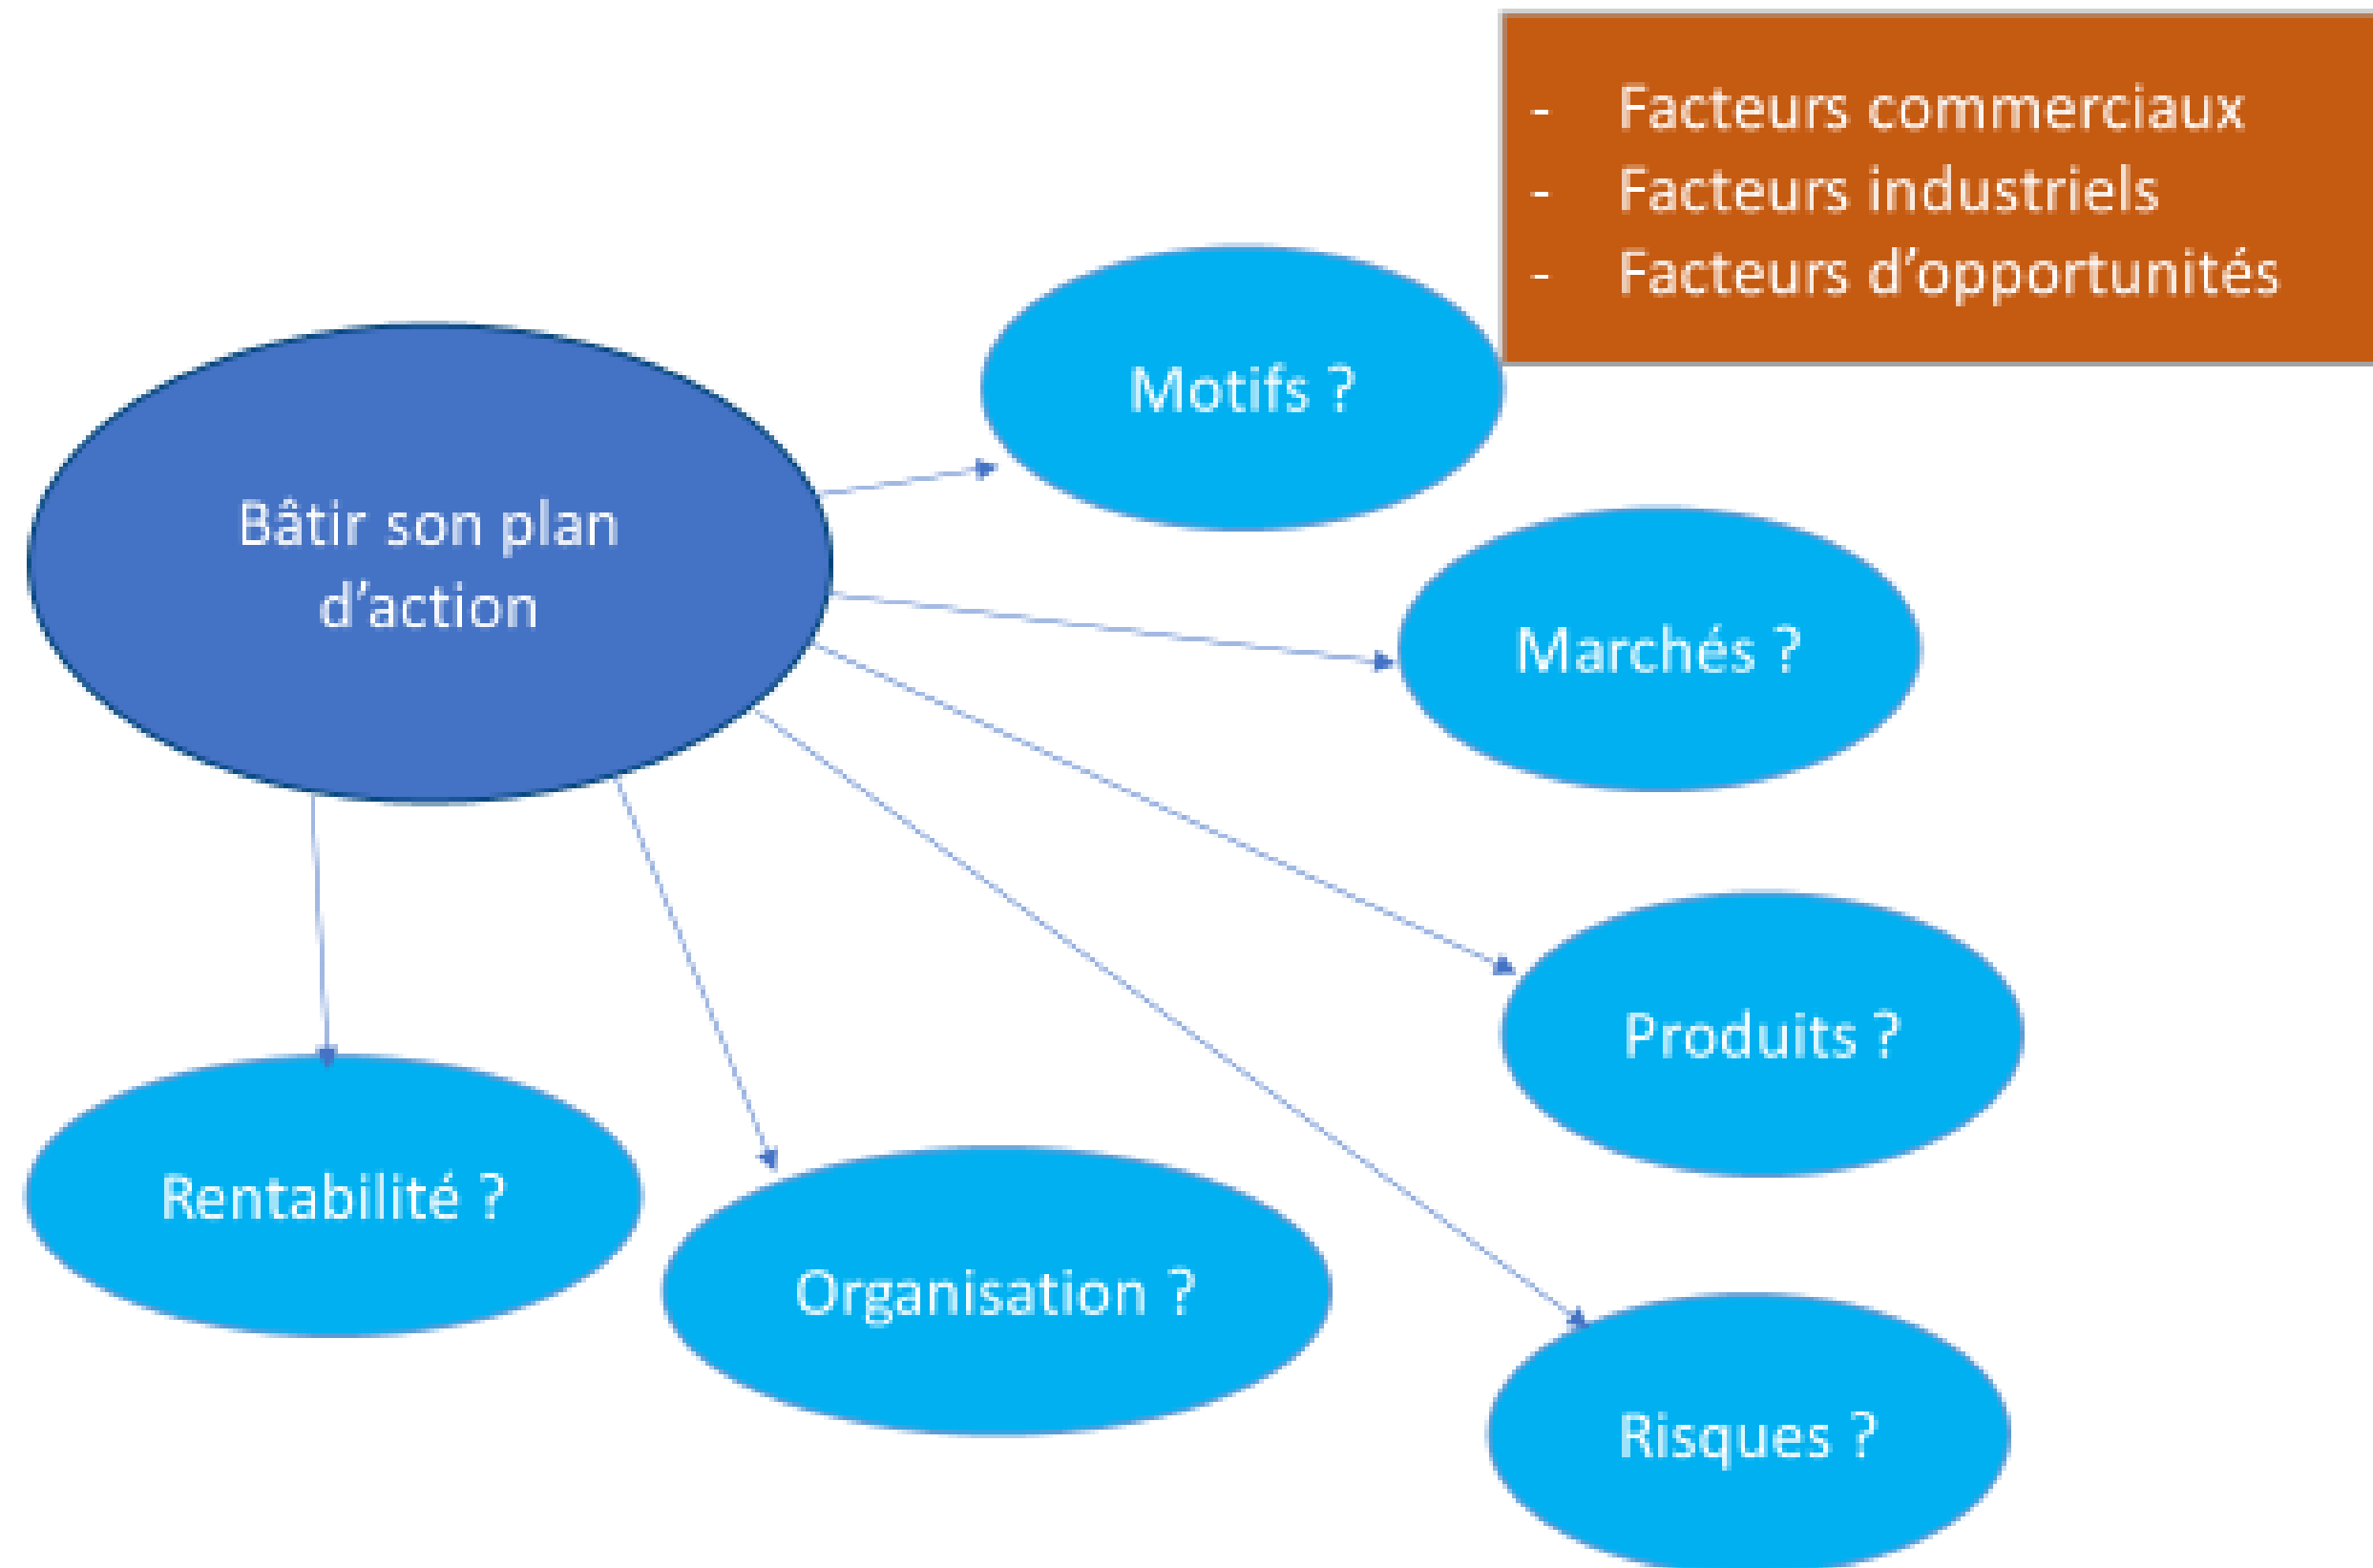 - Facteurs commerciaux
- Facteurs industriels
- Facteurs d’opportunités
Motifs ?
Bâtir son plan
d’action
Marchés ?
Produits ?
Rentabilité ?
Organisation ?
Risques ?